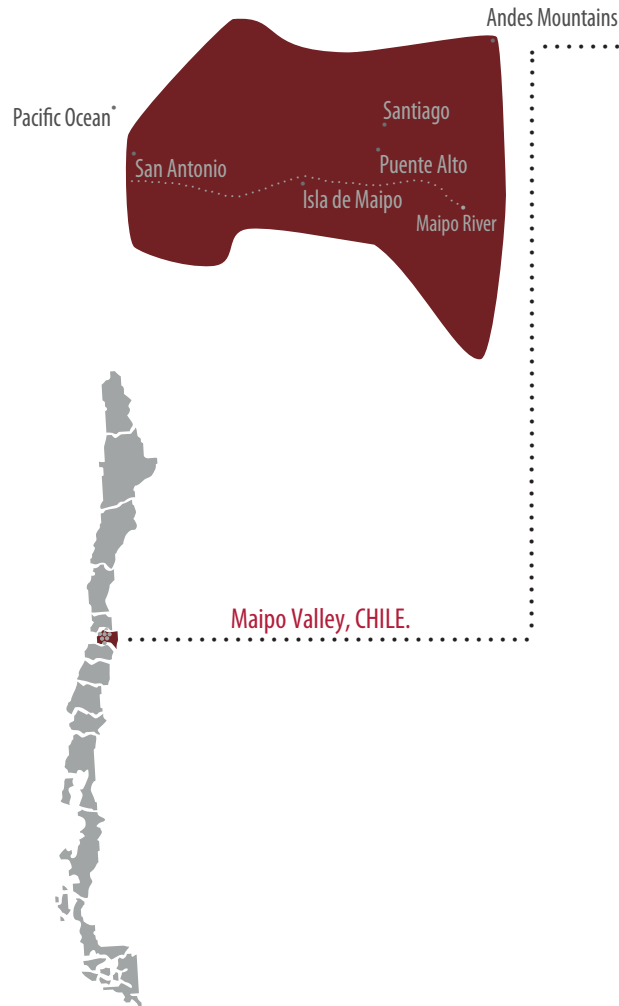 Andes Mountains
Pacific Ocean
Santiago
San Antonio
Puente Alto
Isla de Maipo
Maipo River
Maipo Valley, CHILE.